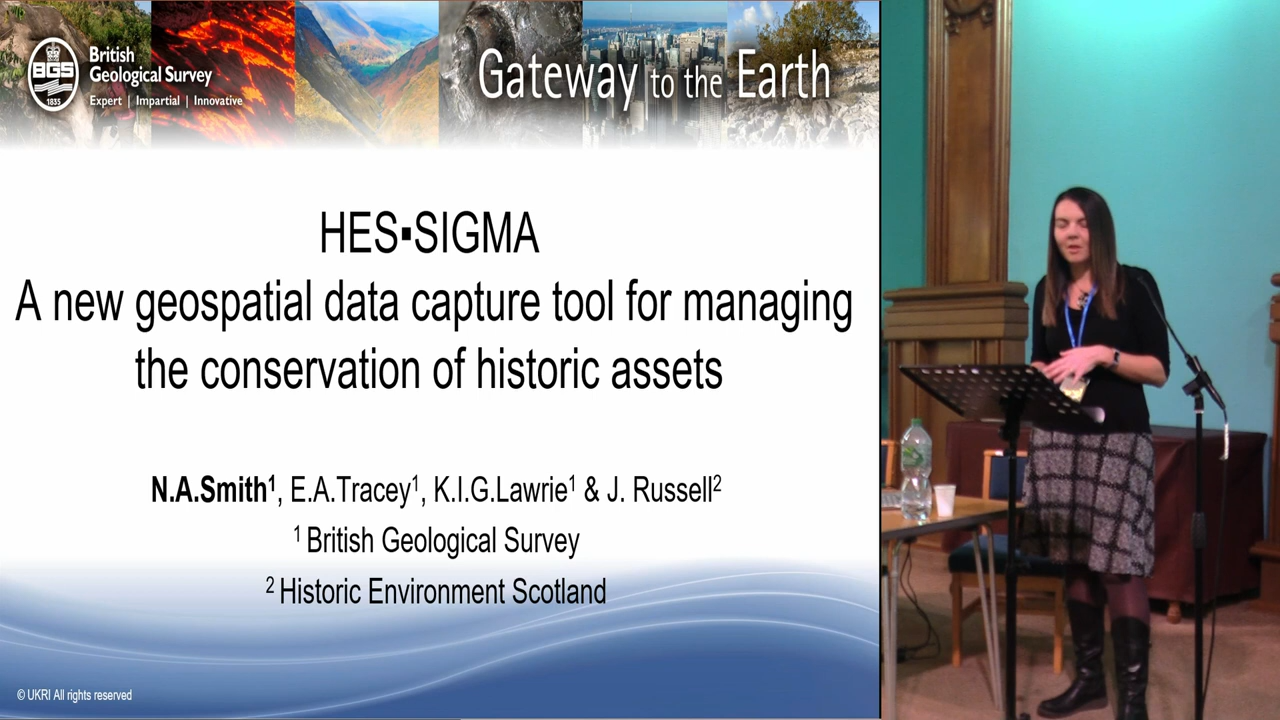 BGS
1835
British
Geological Survey
Expert | Impartial | Innovative
Gateway to the Earth
HES▪SIGMA
A new geospatial data capture tool for managing
the conservation of historic assets
N.A.Smith¹, E.A.Tracey¹, K.I.G.Lawrie¹ & J. Russell²
¹ British Geological Survey
² Historic Environment Scotland
© UKRI All rights reserved